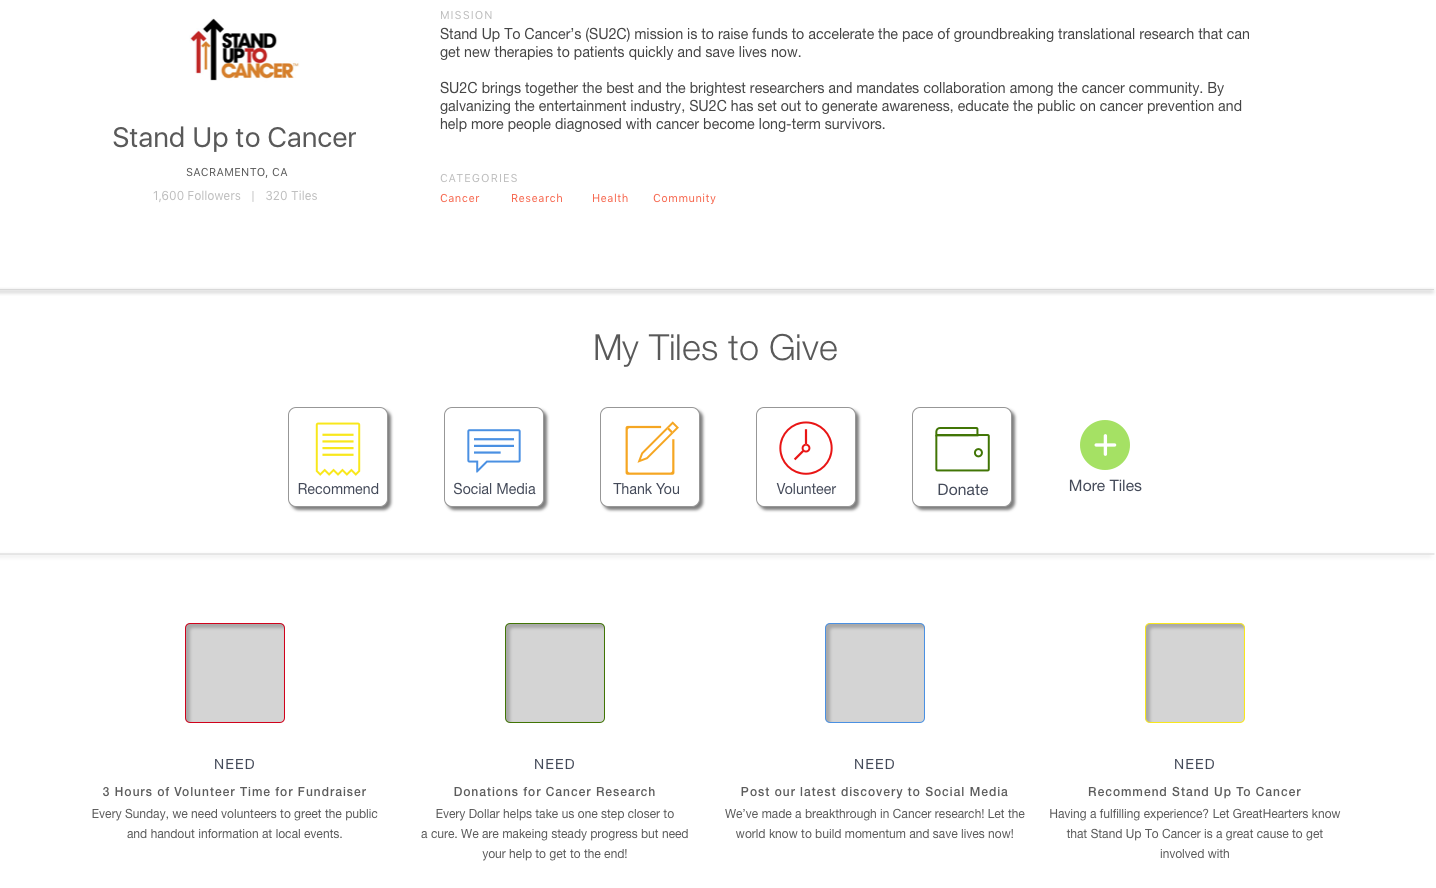 STAND
UP TO
CANCER
Stand Up to Cancer
SACRAMENTO, CA
1,600 Followers | 320 Tiles
MISSION
Stand Up To Cancer’s (SU2C) mission is to raise funds to accelerate the pace of groundbreaking translational research that can
get new therapies to patients quickly and save lives now.
SU2C brings together the best and the brightest researchers and mandates collaboration among the cancer community. By
galvanizing the entertainment industry, SU2C has set out to generate awareness, educate the public on cancer prevention and
help more people diagnosed with cancer become long-term survivors.
CATEGORIES
Cancer Research Health Community
My Tiles to Give
Recommend
Social Media
Thank You
Volunteer
Donate
More Tiles
NEED
3 Hours of Volunteer Time for Fundraiser
Every Sunday, we need volunteers to greet the public
and handout information at local events.
NEED
Donations for Cancer Research
Every Dollar helps take us one step closer to
a cure. We are makeing steady progress but need
your help to get to the end!
NEED
Post our latest discovery to Social Media
We’ve made a breakthrough in Cancer research! Let the
world know to build momentum and save lives now!
NEED
Recommend Stand Up To Cancer
Having a fulfilling experience? Let GreatHearters know
that Stand Up To Cancer is a great cause to get
involved with